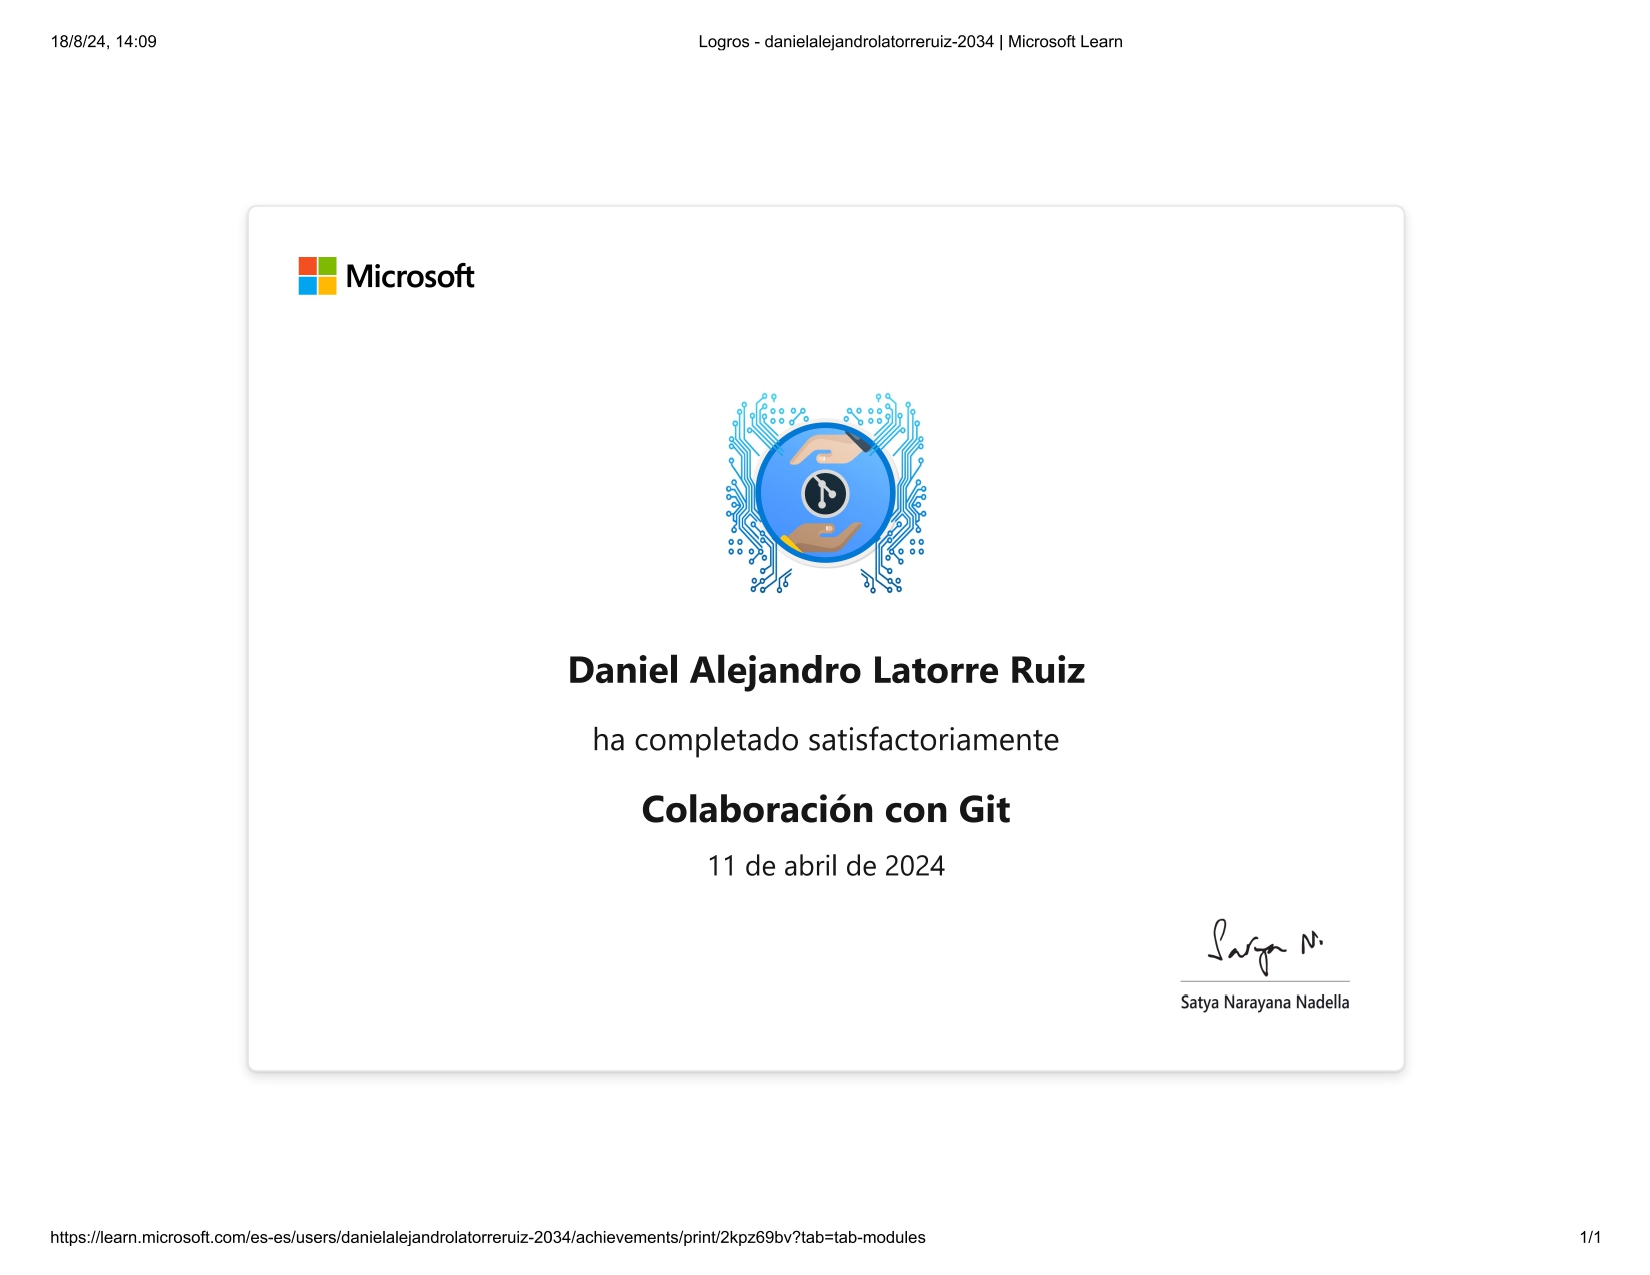 18/8/24, 14:09
Logros - danielalejandrolatorreruiz-2034 | Microsoft Learn
Microsoft
Daniel Alejandro Latorre Ruiz
ha completado satisfactoriamente
Colaboración con Git
11 de abril de 2024
Satya N.
Satya Narayana Nadella
https://learn.microsoft.com/es-es/users/danielalejandrolatorreruiz-2034/achievements/print/2kpz69bv?tab=tab-modules
1/1